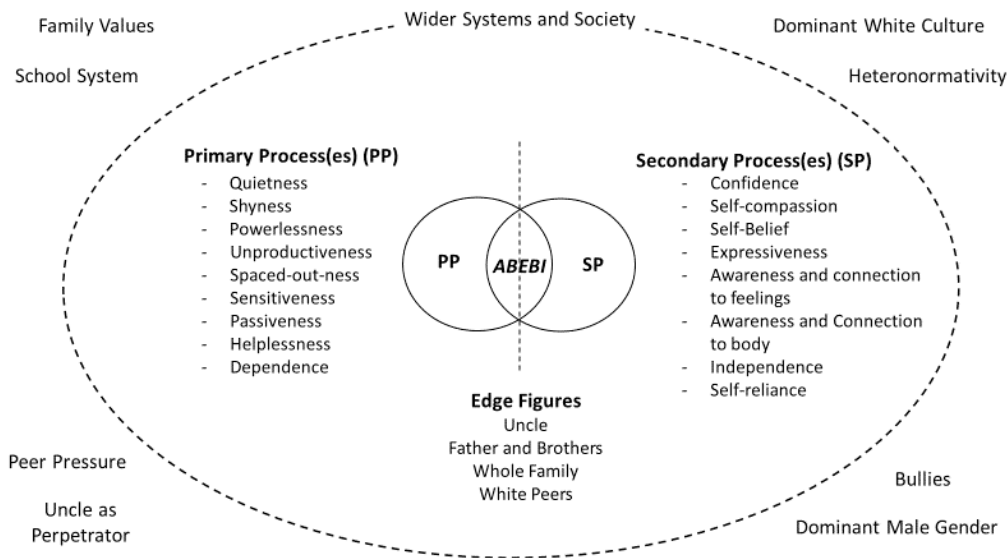 Family Values
Wider Systems and Society
Dominant White Culture
School System
Heteronormativity
Primary Process(es) (PP)
- Quietness
- Shyness
- Powerlessness
- Unproductiveness
- Spaced-out-ness
- Sensitiveness
- Passiveness
- Helplessness
- Dependence
PP
ABEBI
SP
Secondary Process(es) (SP)
- Confidence
- Self-compassion
- Self-Belief
- Expressiveness
- Awareness and connection
to feelings
- Awareness and Connection
to body
- Independence
- Self-reliance
Edge Figures
Uncle
Father and Brothers
Whole Family
White Peers
Peer Pressure
Uncle as
Perpetrator
Bullies
Dominant Male Gender